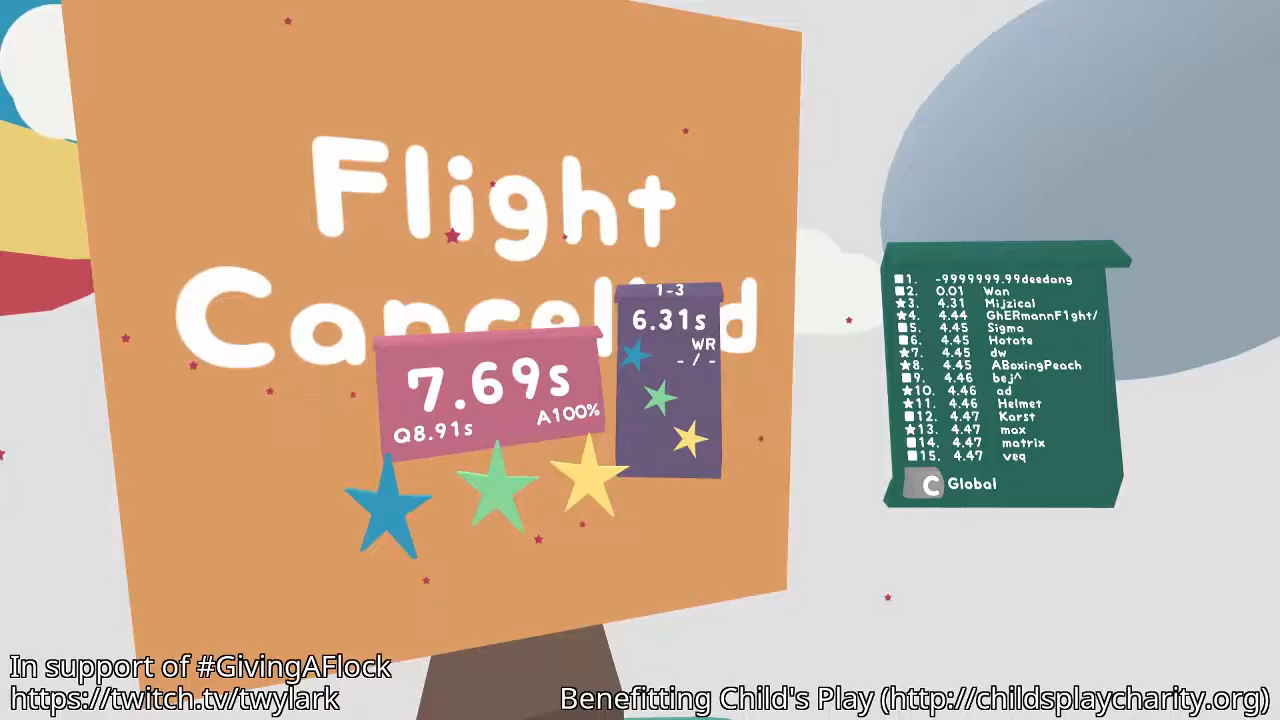 Flight
Cancelled
1-3
6.31s
WR
- / -
7.69s
Q8.91s
A100%
1. -9999999.99deedang
2. 0.01 Wan
3. 4.31 Mijzical
4. 4.44 GhERmannF1ght/
5. 4.45 Sigma
6. 4.45 Hotate
7. 4.45 dw
8. 4.45 ABoxingPeach
9. 4.46 bej^
10. 4.46 ad
11. 4.46 Helmet
12. 4.47 Karst
13. 4.47 max
14. 4.47 matrix
15. 4.47 veq
C Global
In support of #GivingAFlock
https://twitch.tv/twylark
Benefitting Child's Play (http://childsplaycharity.org)